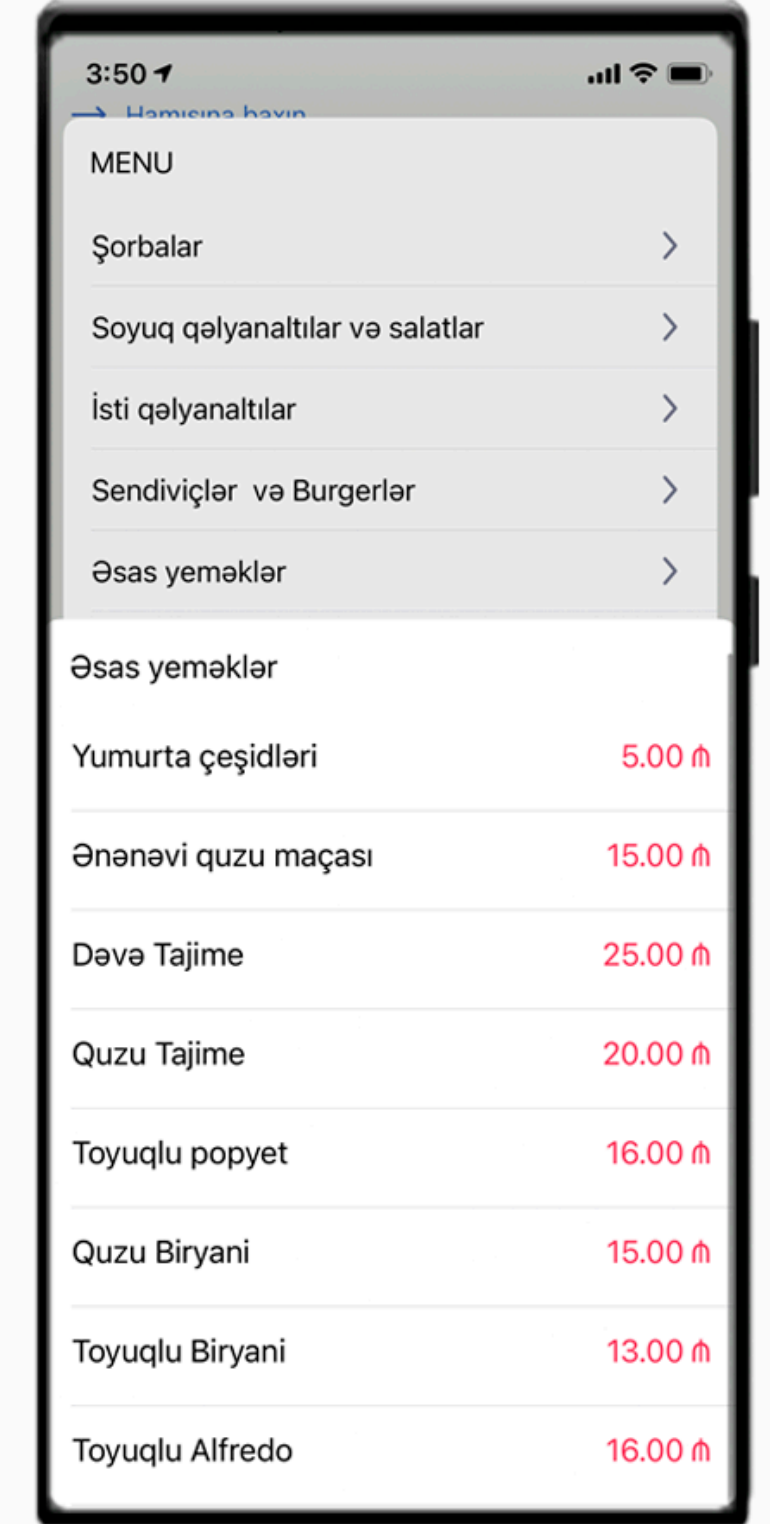 3:50
Hamısına baxın
MENU
Şorbalar
Soyuq qəlyanaltılar və salatlar
İsti qəlyanaltılar
Sendiviçlər və Burgerlər
Əsas yeməklər
Əsas yeməklər
Yumurta çeşidləri 5.00 ₼
Ənənəvi quzu maçası 15.00 ₼
Dəvə Tajime 25.00 ₼
Quzu Tajime 20.00 ₼
Toyuqlu popyet 16.00 ₼
Quzu Biryani 15.00 ₼
Toyuqlu Biryani 13.00 ₼
Toyuqlu Alfredo 16.00 ₼